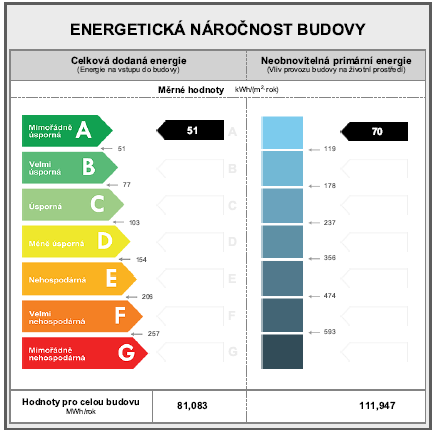 ENERGETICKÁ NÁROČNOST BUDOVY
Celková dodaná energie
(Energie na vstupu do budovy)
Neobnovitelná primární energie
(Vliv provozu budovy na životní prostředí)
Měrné hodnoty kWh/(m² rok)
Mimořádně úsporná A
51
A
70
51
119
Velmi úsporná B
B
77
178
Úsporná C
C
103
237
Méně úsporná D
D
154
356
Nehospodárná E
E
206
474
Velmi nehospodárná F
F
257
593
Mimořádně nehospodárná G
G
Hodnoty pro celou budovu
MWh/rok
81,083
111,947